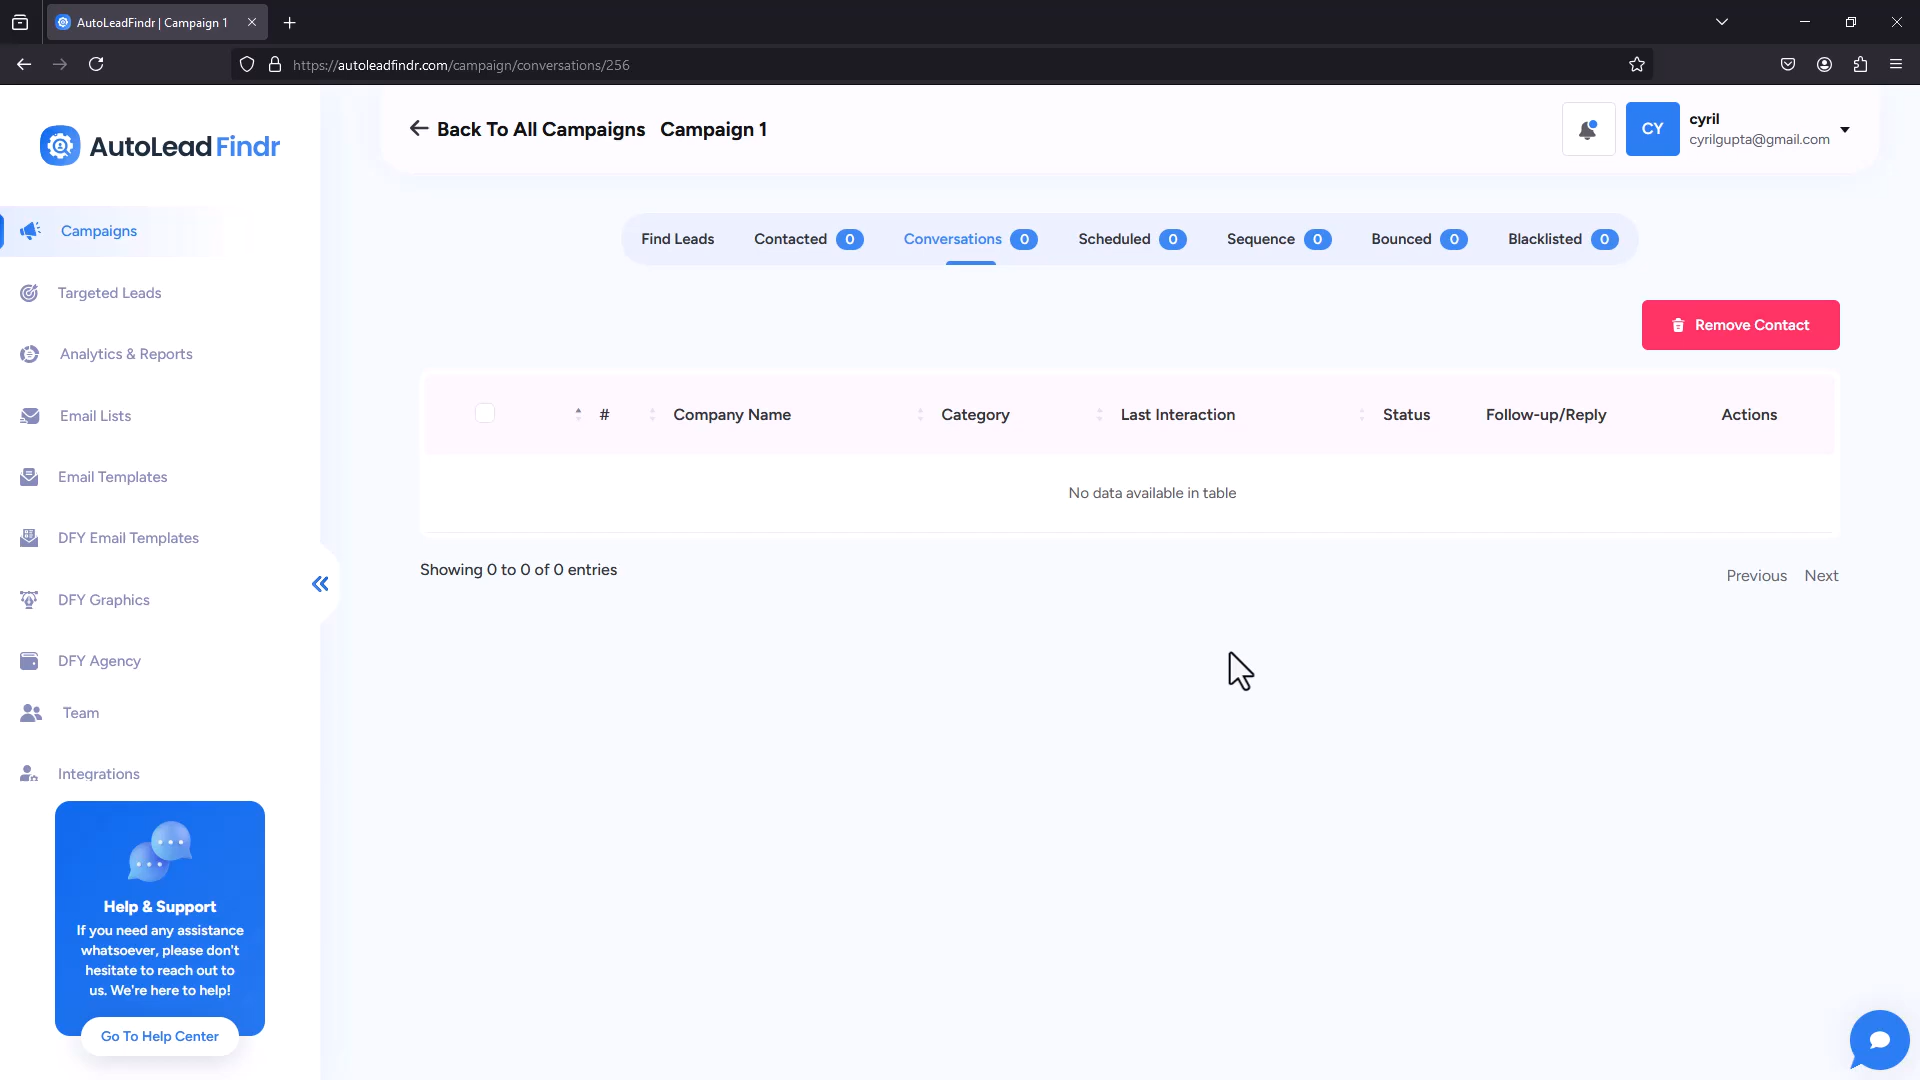 AutoLeadFindr | Campaign 1
https://autoleadfindr.com/campaign/conversations/256
AutoLead Findr
Back To All Campaigns Campaign 1
CY
cyril
cyrilgupta@gmail.com
Campaigns
Targeted Leads
Analytics & Reports
Email Lists
Email Templates
DFY Email Templates
DFY Graphics
DFY Agency
Team
Integrations
Help & Support
If you need any assistance
whatsoever, please don't
hesitate to reach out to
us. We're here to help!
Go To Help Center
Find Leads Contacted 0 Conversations 0 Scheduled 0 Sequence 0 Bounced 0 Blacklisted 0
Remove Contact
# Company Name Category Last Interaction Status Follow-up/Reply Actions
No data available in table
Showing 0 to 0 of 0 entries
Previous Next